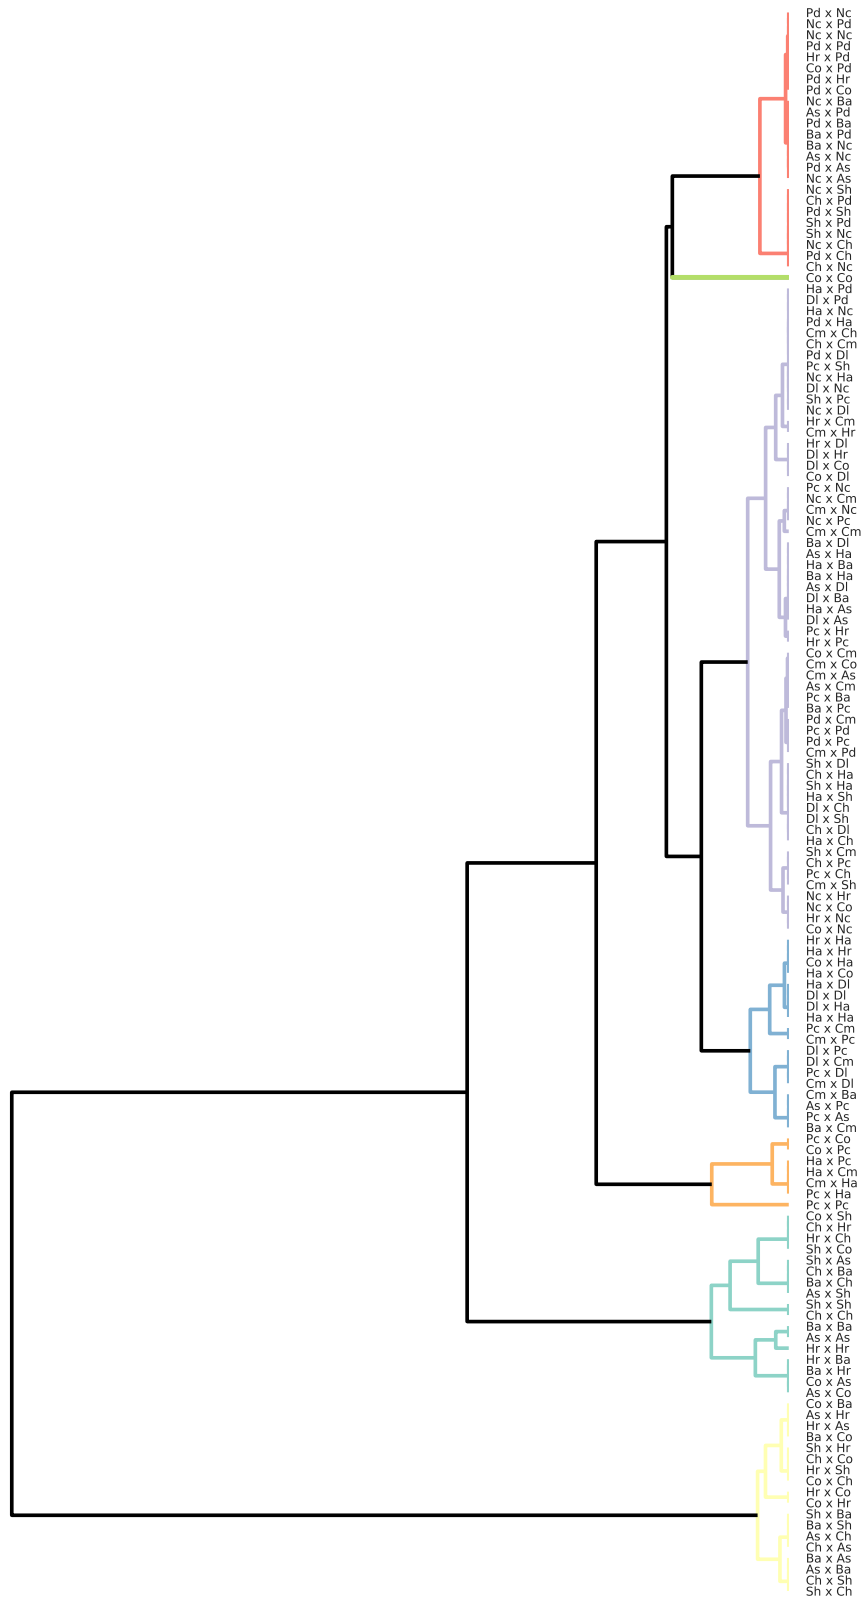 Pd x Nc
Nc x Pd
Nc x Nc
Pd x Pd
Hr x Pd
Co x Pd
Pd x Hr
Pd x Co
Nc x Ba
As x Pd
Pd x Ba
Ba x Pd
Ba x Nc
As x Nc
Pd x As
Nc x As
Nc x Sh
Ch x Pd
Pd x Sh
Sh x Pd
Sh x Nc
Nc x Ch
Pd x Ch
Ch x Nc
Co x Co
Ha x Pd
Dl x Pd
Ha x Nc
Pd x Ha
Cm x Ch
Ch x Cm
Pd x Dl
Pc x Sh
Nc x Ha
Dl x Nc
Sh x Pc
Nc x Dl
Hr x Cm
Cm x Hr
Hr x Dl
Dl x Hr
Dl x Co
Co x Dl
Pc x Nc
Nc x Cm
Cm x Nc
Nc x Pc
Cm x Cm
Ba x Dl
As x Ha
Ha x Ba
Ba x Ha
As x Dl
Dl x Ba
Ha x As
Dl x As
Pc x Hr
Hr x Pc
Co x Cm
Cm x Co
Cm x As
As x Cm
Pc x Ba
Ba x Pc
Pd x Cm
Pc x Pd
Pd x Pc
Cm x Pd
Sh x Dl
Ch x Ha
Sh x Ha
Ha x Sh
Dl x Ch
Dl x Sh
Ch x Dl
Ha x Ch
Sh x Cm
Ch x Pc
Pc x Ch
Cm x Sh
Nc x Hr
Nc x Co
Hr x Nc
Co x Nc
Hr x Ha
Ha x Hr
Co x Ha
Ha x Co
Ha x Dl
Dl x Dl
Dl x Ha
Ha x Ha
Pc x Cm
Cm x Pc
Dl x Pc
Dl x Cm
Pc x Dl
Cm x Dl
Cm x Ba
As x Pc
Pc x As
Ba x Cm
Pc x Co
Co x Pc
Ha x Pc
Ha x Cm
Cm x Ha
Pc x Ha
Pc x Pc
Co x Sh
Ch x Hr
Hr x Ch
Sh x Co
Sh x As
Ch x Ba
Ba x Ch
As x Sh
Sh x Sh
Ch x Ch
Ba x Ba
As x As
Hr x Hr
Hr x Ba
Ba x Hr
Co x As
As x Co
Co x Ba
As x Hr
Hr x As
Ba x Co
Sh x Hr
Ch x Co
Hr x Sh
Co x Ch
Hr x Co
Co x Hr
Sh x Ba
Ba x Sh
As x Ch
Ch x As
Ba x As
As x Ba
Ch x Sh
Sh x Ch